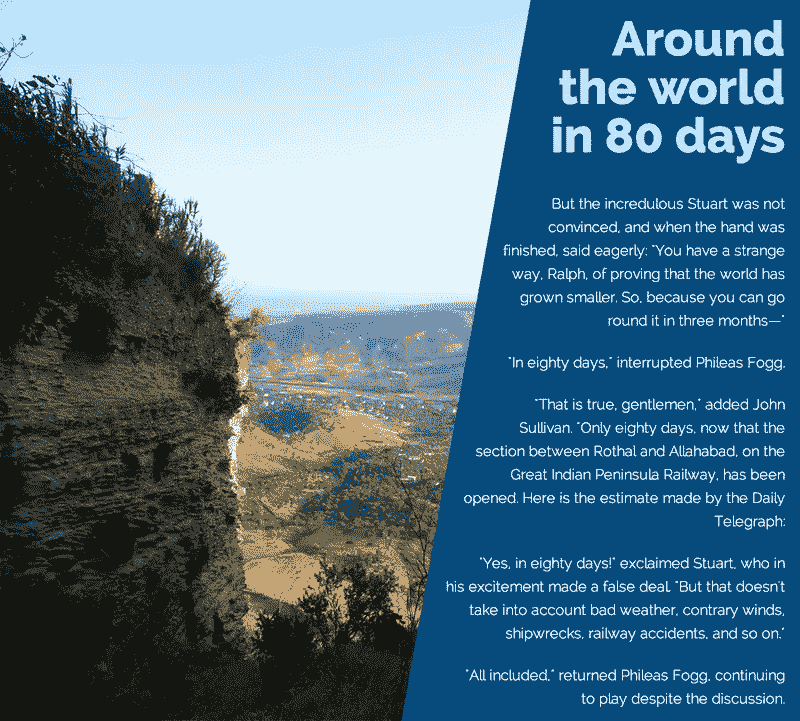 Around
the world
in 80 days
But the incredulous Stuart was not
convinced, and when the hand was
finished, said eagerly: "You have a strange
way, Ralph, of proving that the world has
grown smaller. So, because you can go
round it in three months—"
"In eighty days," interrupted Phileas Fogg.
"That is true, gentlemen," added John
Sullivan. "Only eighty days, now that the
section between Rothal and Allahabad, on the
Great Indian Peninsula Railway, has been
opened. Here is the estimate made by the Daily
Telegraph:
"Yes, in eighty days!" exclaimed Stuart, who in
his excitement made a false deal. "But that doesn't
take into account bad weather, contrary winds,
shipwrecks, railway accidents, and so on."
"All included," returned Phileas Fogg, continuing
to play despite the discussion.